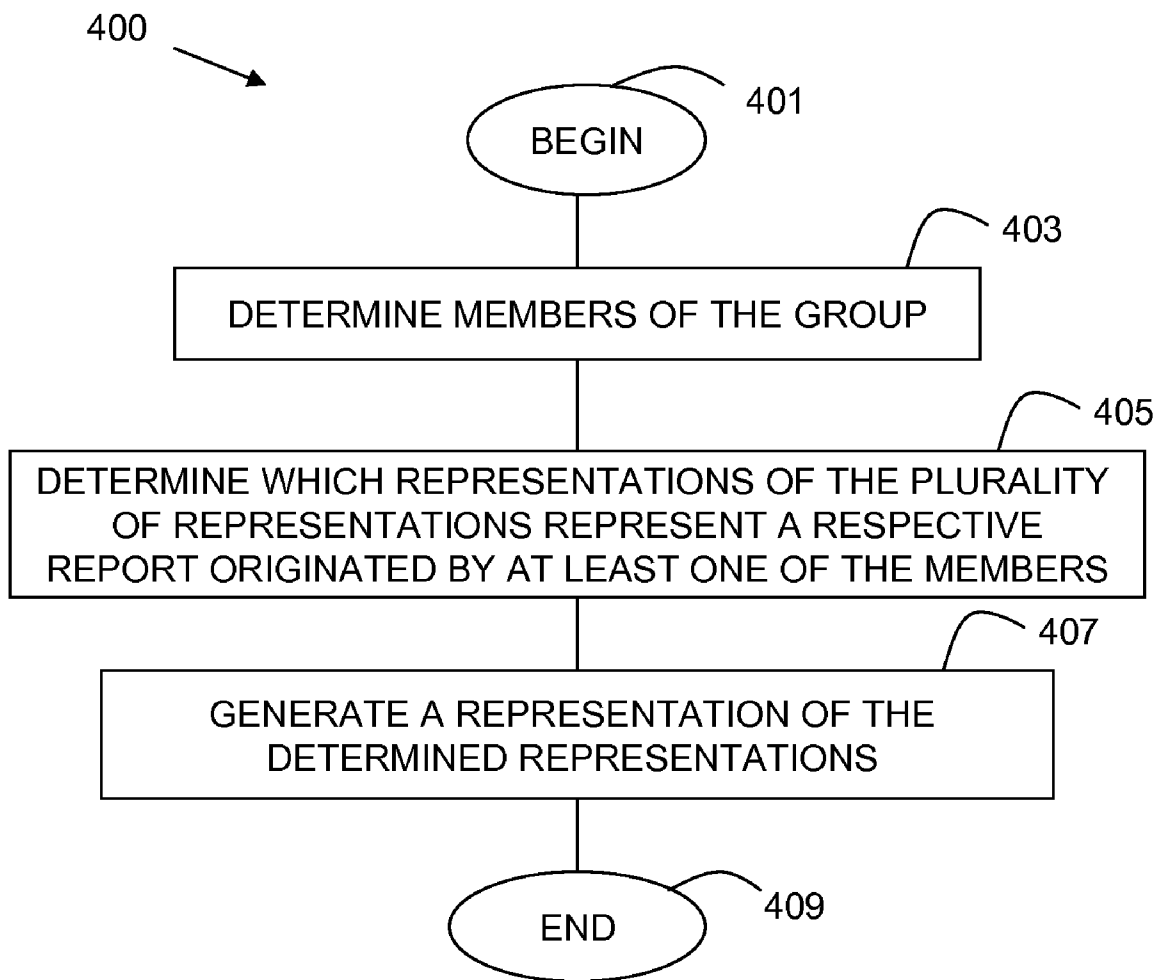 400
401
BEGIN
403
DETERMINE MEMBERS OF THE GROUP
405
DETERMINE WHICH REPRESENTATIONS OF THE PLURALITY
OF REPRESENTATIONS REPRESENT A RESPECTIVE
REPORT ORIGINATED BY AT LEAST ONE OF THE MEMBERS
407
GENERATE A REPRESENTATION OF THE
DETERMINED REPRESENTATIONS
409
END